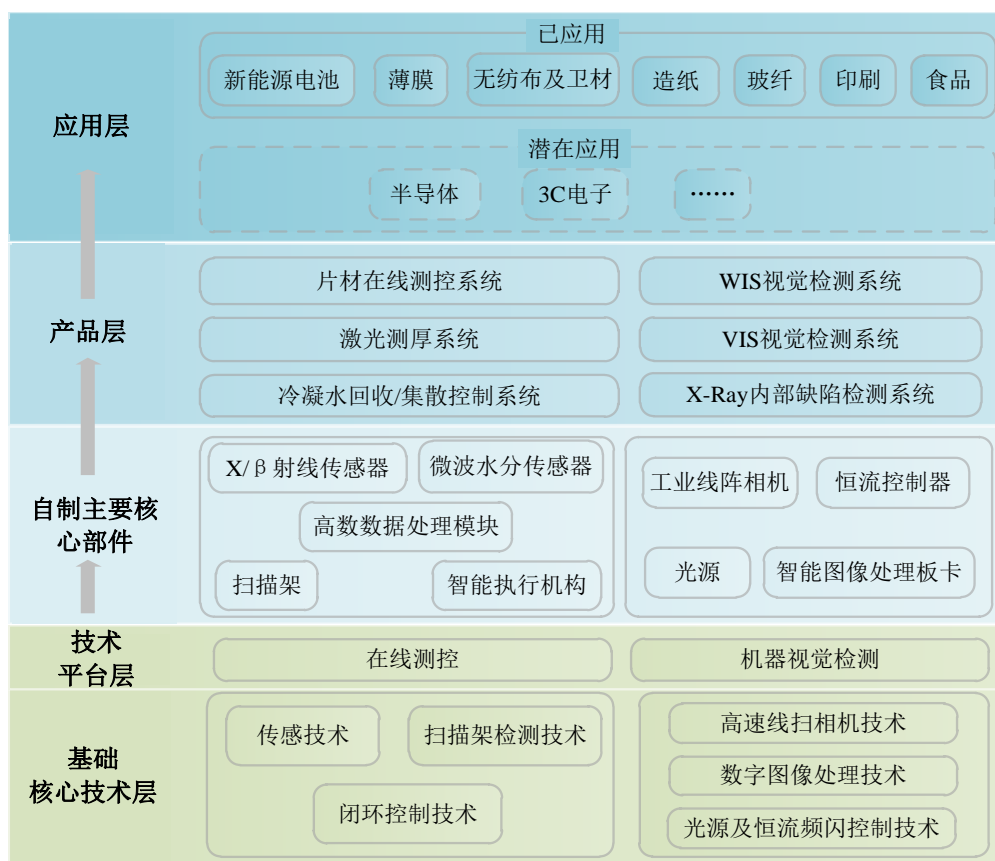 已应用
新能源电池 薄膜 无纺布及卫材 造纸 玻纤 印刷 食品
应用层
潜在应用
半导体 3C电子 ……
片材在线测控系统 WIS视觉检测系统
产品层
激光测厚系统 VIS视觉检测系统
冷凝水回收/集散控制系统 X-Ray内部缺陷检测系统
X/β射线传感器 微波水分传感器 工业线阵相机 恒流控制器
自制主要核
心部件
高数数据处理模块
扫描架 智能执行机构 光源 智能图像处理板卡
技术
平台层
在线测控 机器视觉检测
传感技术 扫描架检测技术 高速线扫相机技术
基础
核心技术层
数字图像处理技术
闭环控制技术 光源及恒流频闪控制技术